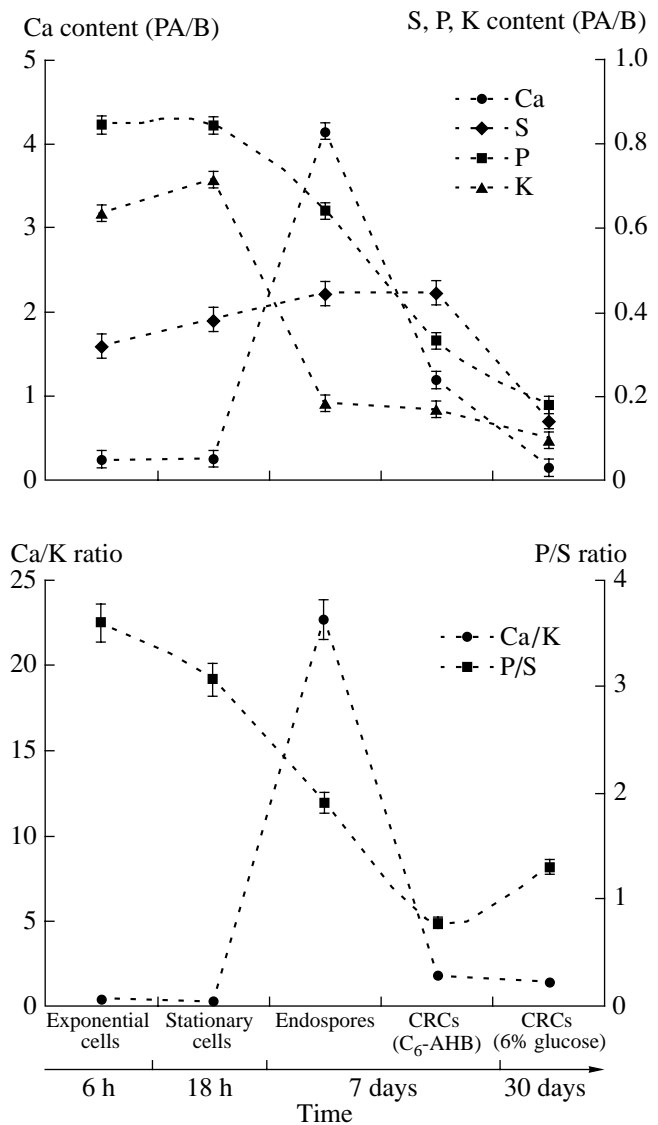 Ca content (PA/B)
S, P, K content (PA/B)
5
4
3
2
1
0
1.0
0.8
0.6
0.4
0.2
0
Ca
S
P
K
Ca/K ratio
P/S ratio
25
20
15
10
5
0
4
3
2
1
0
Ca/K
P/S
Exponential
cells
Stationary
cells
Endospores
CRCs
(C₆-AHB)
CRCs
(6% glucose)
6 h
18 h
7 days
30 days
Time